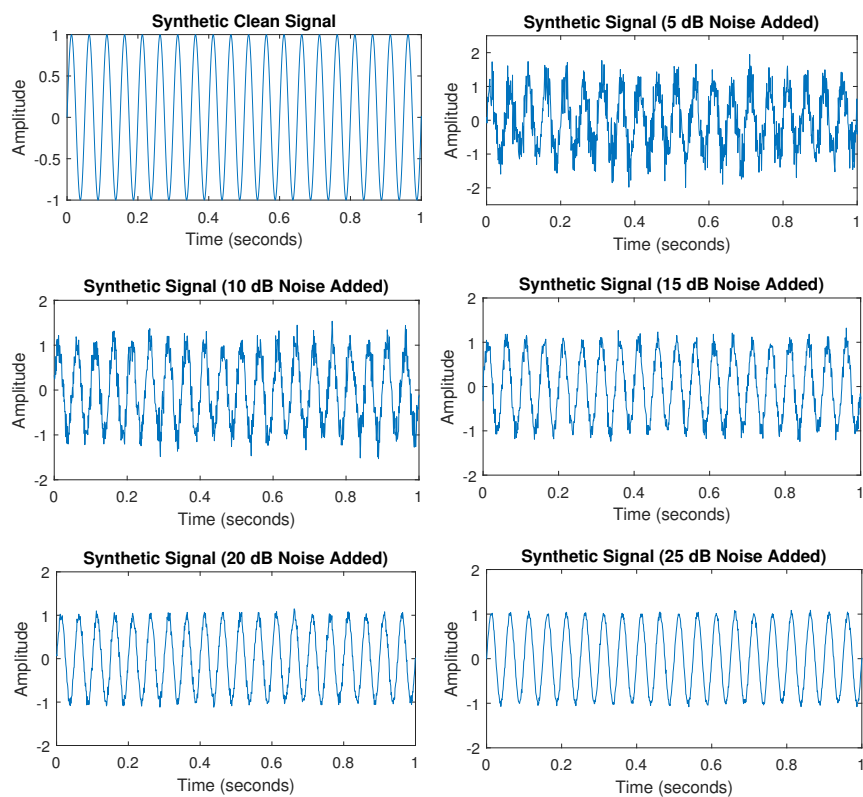 Synthetic Clean Signal
Amplitude
1
0.5
0
-0.5
-1
0 0.2 0.4 0.6 0.8 1
Time (seconds)
Synthetic Signal (5 dB Noise Added)
Amplitude
2
1
0
-1
-2
0 0.2 0.4 0.6 0.8 1
Time (seconds)
Synthetic Signal (10 dB Noise Added)
Amplitude
2
1
0
-1
-2
0 0.2 0.4 0.6 0.8 1
Time (seconds)
Synthetic Signal (15 dB Noise Added)
Amplitude
2
1
0
-1
-2
0 0.2 0.4 0.6 0.8 1
Time (seconds)
Synthetic Signal (20 dB Noise Added)
Amplitude
2
1
0
-1
-2
0 0.2 0.4 0.6 0.8 1
Time (seconds)
Synthetic Signal (25 dB Noise Added)
Amplitude
2
1
0
-1
-2
0 0.2 0.4 0.6 0.8 1
Time (seconds)